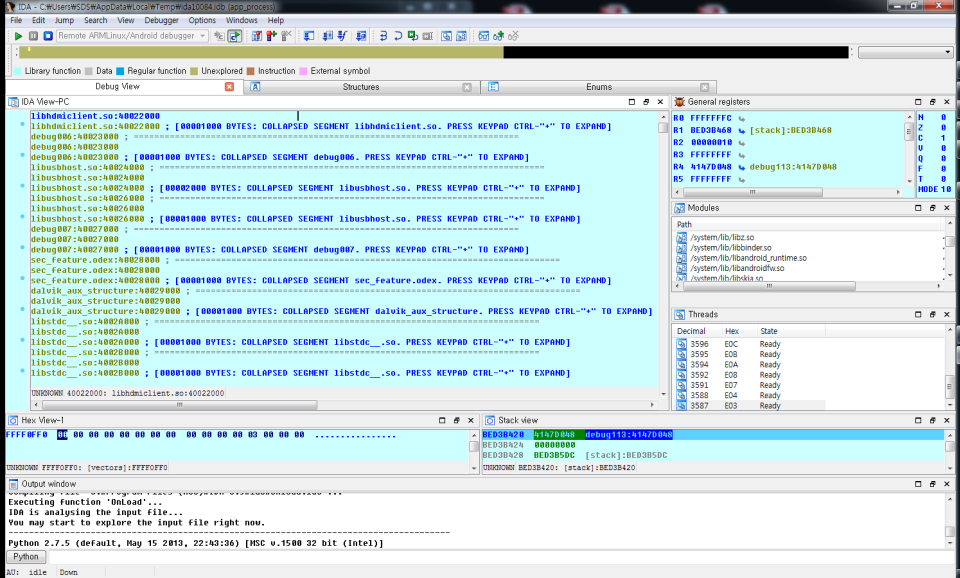 IDA - C:₩Users₩SDS₩AppData₩Local₩Temp₩ida10084.idb (app_process)
File Edit Jump Search View Debugger Options Windows Help
Remote ARMLinux/Android debugger
Library function Data Regular function Unexplored Instruction External symbol
Debug View Structures Enums
IDA View-PC
libhdmiclient.so:40022000
libhdmiclient.so:40022000 ; [00001000 BYTES: COLLAPSED SEGMENT libhdmiclient.so. PRESS KEYPAD CTRL-"+" TO EXPAND]
debug006:40023000 ; ===========================================================================
debug006:40023000
debug006:40023000 ; [00001000 BYTES: COLLAPSED SEGMENT debug006. PRESS KEYPAD CTRL-"+" TO EXPAND]
libusbhost.so:40024000 ; ===========================================================================
libusbhost.so:40024000
libusbhost.so:40024000 ; [00002000 BYTES: COLLAPSED SEGMENT libusbhost.so. PRESS KEYPAD CTRL-"+" TO EXPAND]
libusbhost.so:40026000 ; ===========================================================================
libusbhost.so:40026000
libusbhost.so:40026000 ; [00001000 BYTES: COLLAPSED SEGMENT libusbhost.so. PRESS KEYPAD CTRL-"+" TO EXPAND]
debug007:40027000 ; ===========================================================================
debug007:40027000
debug007:40027000 ; [00001000 BYTES: COLLAPSED SEGMENT debug007. PRESS KEYPAD CTRL-"+" TO EXPAND]
sec_feature.odex:40028000 ; ===========================================================================
sec_feature.odex:40028000
sec_feature.odex:40028000 ; [00001000 BYTES: COLLAPSED SEGMENT sec_feature.odex. PRESS KEYPAD CTRL-"+" TO EXPAND]
dalvik_aux_structure:40029000 ; ===========================================================================
dalvik_aux_structure:40029000
dalvik_aux_structure:40029000 ; [00001000 BYTES: COLLAPSED SEGMENT dalvik_aux_structure. PRESS KEYPAD CTRL-"+" TO EXPAND]
libstdc__.so:4002A000 ; ===========================================================================
libstdc__.so:4002A000
libstdc__.so:4002A000 ; [00001000 BYTES: COLLAPSED SEGMENT libstdc__.so. PRESS KEYPAD CTRL-"+" TO EXPAND]
libstdc__.so:4002B000 ; ===========================================================================
libstdc__.so:4002B000
libstdc__.so:4002B000 ; [00001000 BYTES: COLLAPSED SEGMENT libstdc__.so. PRESS KEYPAD CTRL-"+" TO EXPAND]
UNKNOWN 40022000: libhdmiclient.so:40022000
General registers
R0 FFFFFFFC
R1 BED3B468 [stack]:BED3B468
R2 00000010
R3 FFFFFFFF
R4 4147D048 debug113:4147D048
R5 FFFFFFFF
N 0
Z 0
C 1
V 0
Q 0
F 0
T 0
MODE 10
Modules
Path
/system/lib/libz.so
/system/lib/libbinder.so
/system/lib/libandroid_runtime.so
/system/lib/libandroidfw.so
/system/lib/libskia.so
Threads
Decimal Hex State
3596 E0C Ready
3595 E0B Ready
3594 E0A Ready
3592 E08 Ready
3591 E07 Ready
3588 E04 Ready
3587 E03 Ready
Hex View-1
FFFF0FF0 00 00 00 00 00 00 00 00 00 00 00 00 03 00 00 00 ................
UNKNOWN FFFF0FF0: [vectors]:FFFF0FF0
Stack view
BED3B420 4147D048 debug113:4147D048
BED3B424 00000000
BED3B428 BED3B5DC [stack]:BED3B5DC
UNKNOWN BED3B420: [stack]:BED3B420
Output window
Executing function 'OnLoad'...
IDA is analysing the input file...
You may start to explore the input file right now.
---------------------------------------------------------------------------------
Python 2.7.5 (default, May 15 2013, 22:43:36) [MSC v.1500 32 bit (Intel)]
Python
AU: idle Down